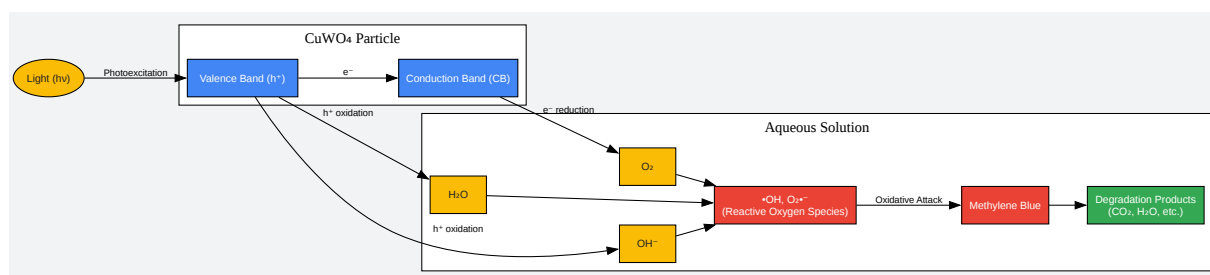 CuWO₄ Particle
Light (hν)
Photoexcitation
Valence Band (h⁺)
e⁻
Conduction Band (CB)
h⁺ oxidation
e⁻ reduction
Aqueous Solution
O₂
H₂O
•OH, O₂•⁻
(Reactive Oxygen Species)
Oxidative Attack
Methylene Blue
Degradation Products
(CO₂, H₂O, etc.)
h⁺ oxidation
OH⁻